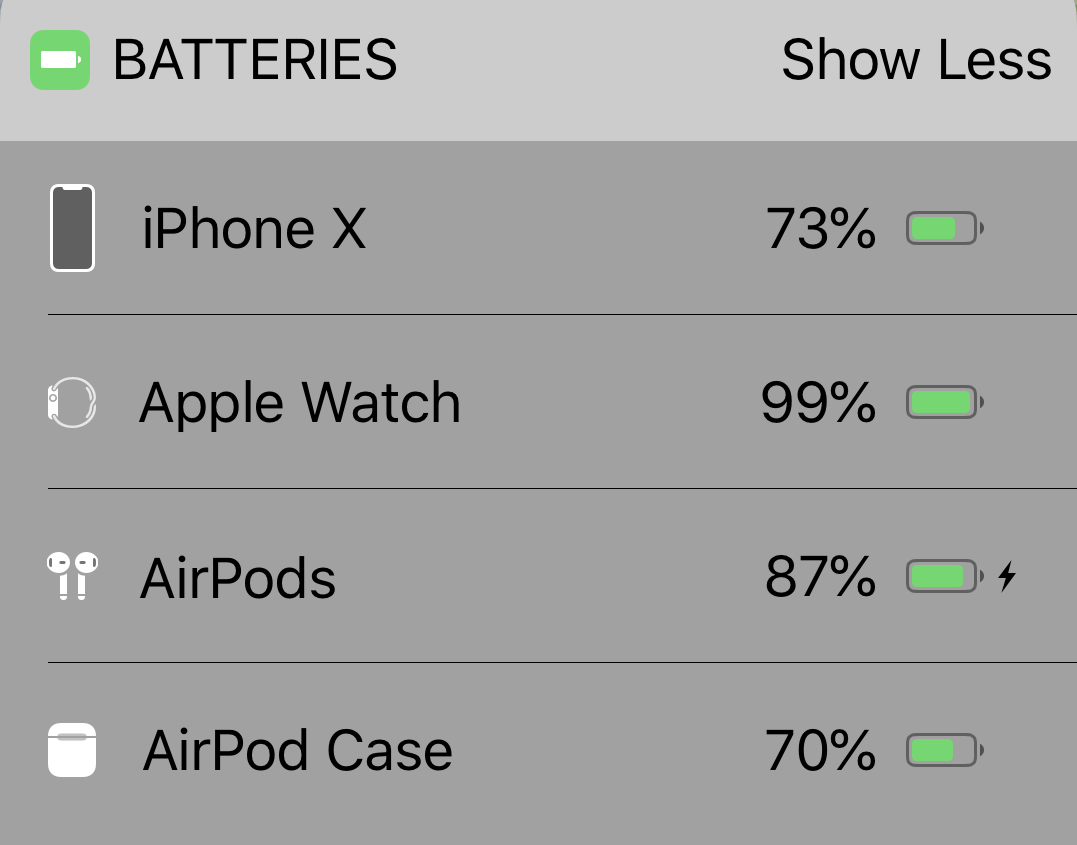 BATTERIES Show Less
iPhone X 73%
Apple Watch 99%
AirPods 87%
AirPod Case 70%